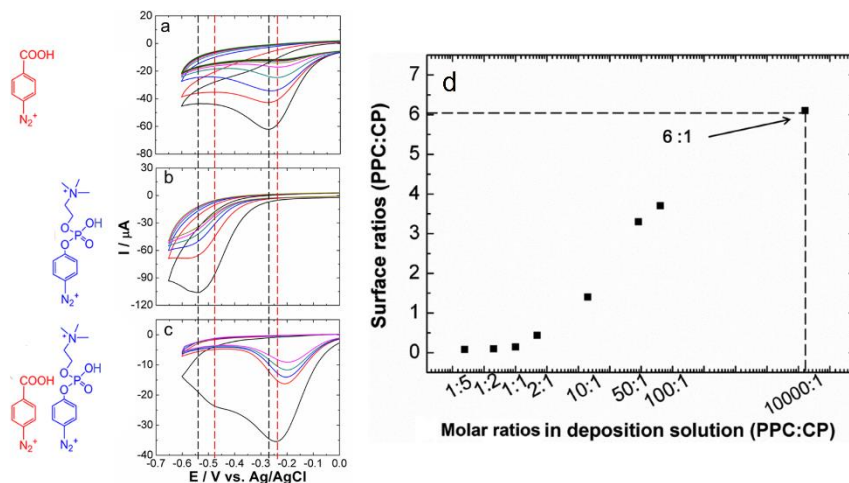 COOH
N2+
N+
O
OH
P
O
O
N2+
COOH
N2+
N+
O
OH
P
O
O
N2+
a
0
-20
-40
-60
-80
b
0
-30
-60
-90
-120
c
0
-10
-20
-30
-40
I / μA
-0.7 -0.6 -0.5 -0.4 -0.3 -0.2 -0.1 0.0
E / V vs. Ag/AgCl
d
7
6
5
4
3
2
1
0
6 :1
Surface ratios (PPC:CP)
1:5 1:2 1:1 2:1 10:1 50:1 100:1 10000:1
Molar ratios in deposition solution (PPC:CP)